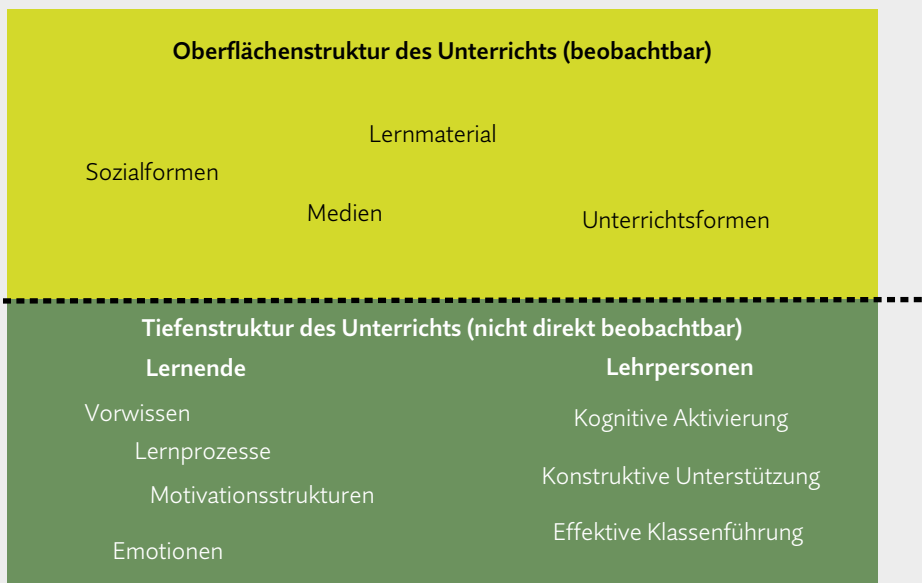 Oberflächenstruktur des Unterrichts (beobachtbar)
Lernmaterial
Sozialformen
Medien
Unterrichtsformen
Tiefenstruktur des Unterrichts (nicht direkt beobachtbar)
Lernende
Vorwissen
Lernprozesse
Motivationsstrukturen
Emotionen
Lehrpersonen
Kognitive Aktivierung
Konstruktive Unterstützung
Effektive Klassenführung